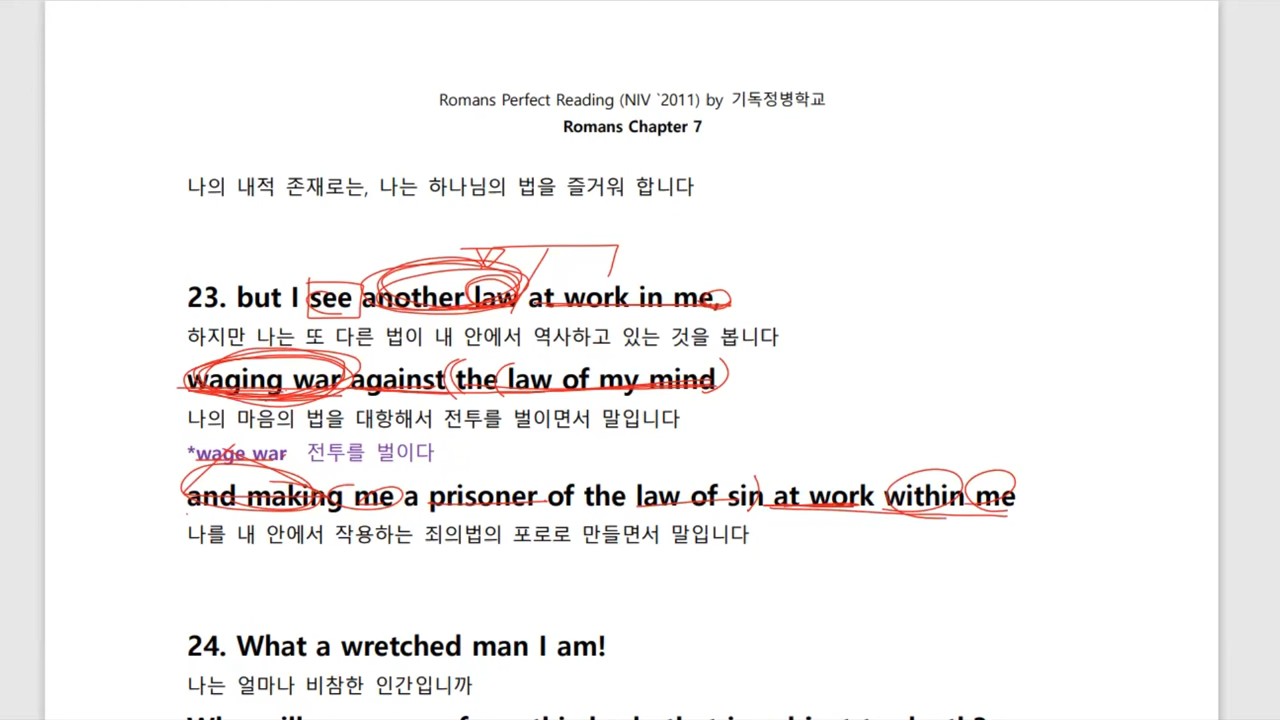 Romans Perfect Reading (NIV `2011) by 기독정병학교
Romans Chapter 7
나의 내적 존재로는, 나는 하나님의 법을 즐거워 합니다
23. but I see another law at work in me,
하지만 나는 또 다른 법이 내 안에서 역사하고 있는 것을 봅니다
waging war against the law of my mind
나의 마음의 법을 대항해서 전투를 벌이면서 말입니다
*wage war 전투를 벌이다
and making me a prisoner of the law of sin at work within me
나를 내 안에서 작용하는 죄의법의 포로로 만들면서 말입니다
24. What a wretched man I am!
나는 얼마나 비참한 인간입니까